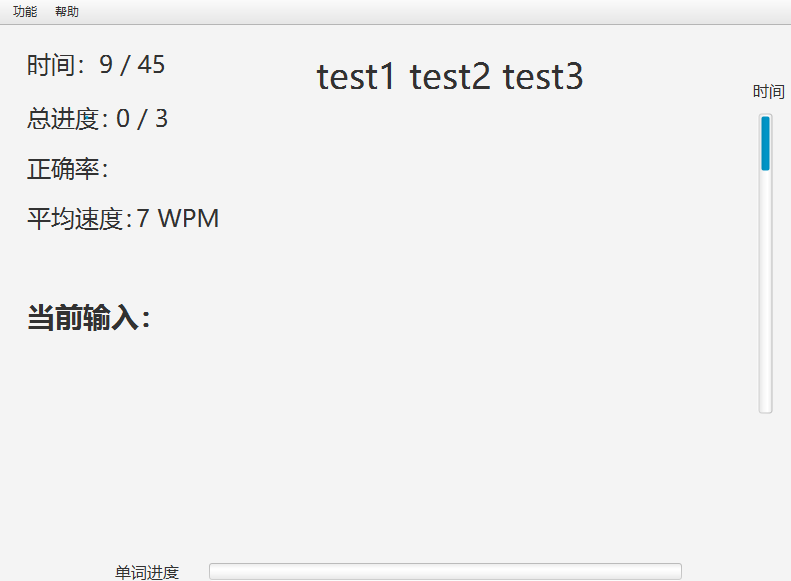 功能 帮助
时间：9 / 45
test1 test2 test3
时间
总进度：0 / 3
正确率：
平均速度：7 WPM
当前输入：
单词进度